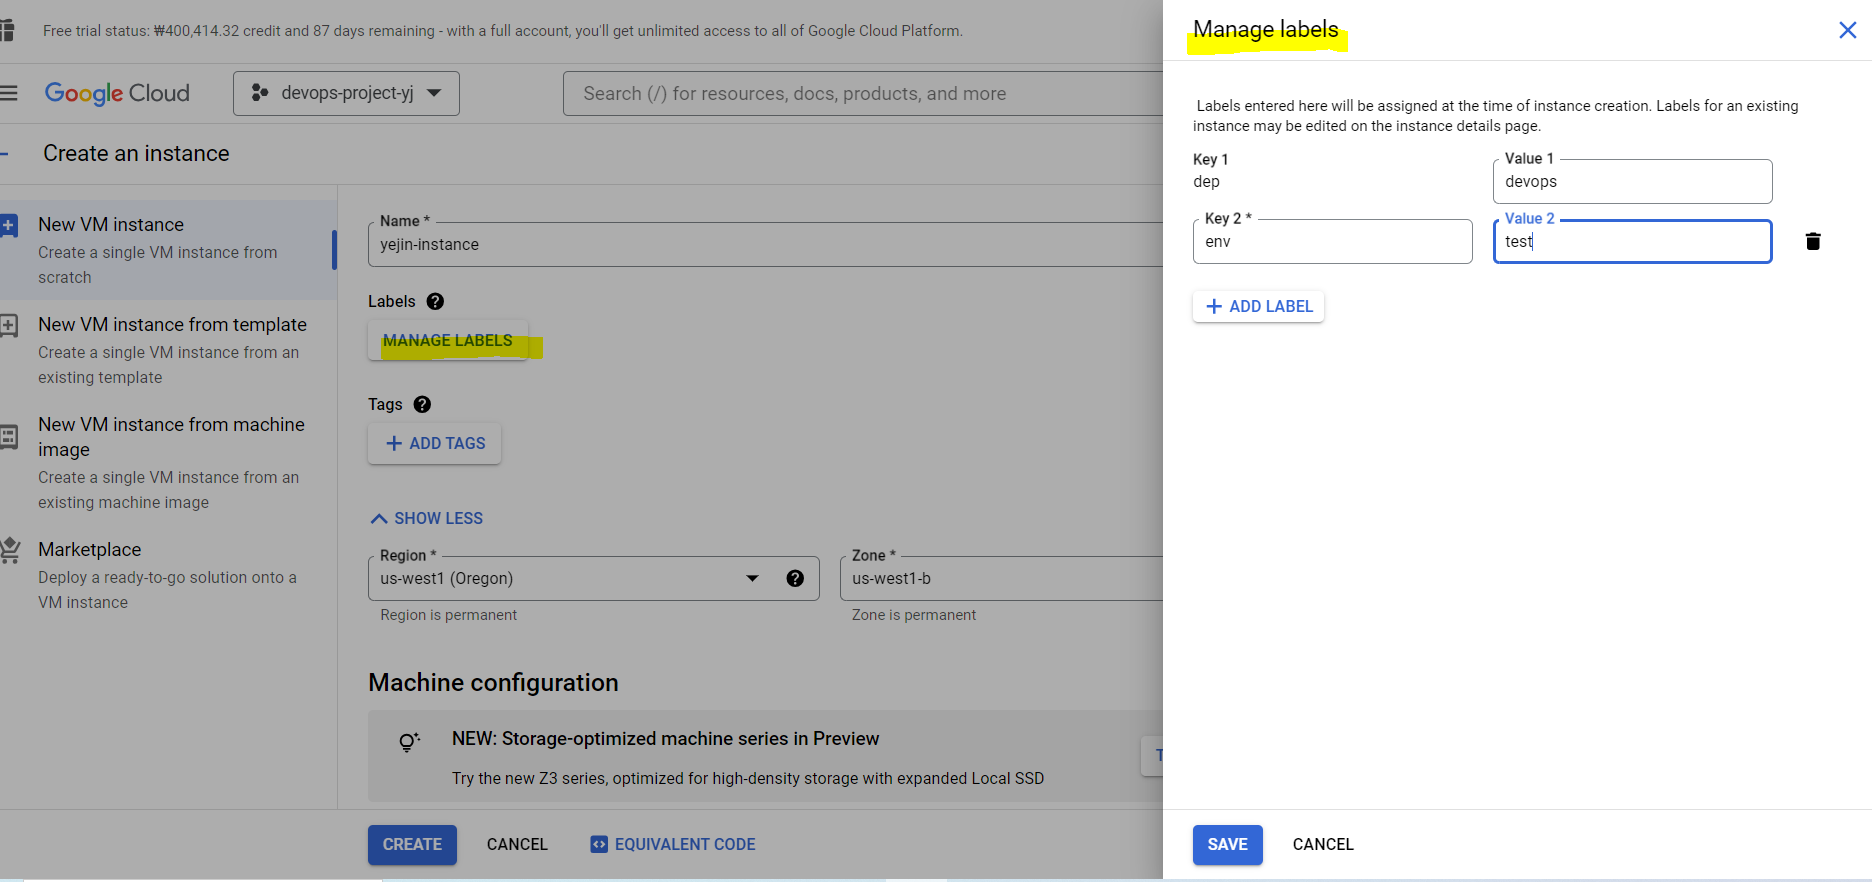 Free trial status: ₩400,414.32 credit and 87 days remaining - with a full account, you'll get unlimited access to all of Google Cloud Platform.
Google Cloud
devops-project-yj
Search (/) for resources, docs, products, and more
Create an instance
New VM instance
Create a single VM instance from
scratch
New VM instance from template
Create a single VM instance from an
existing template
New VM instance from machine
image
Create a single VM instance from an
existing machine image
Marketplace
Deploy a ready-to-go solution onto a
VM instance
Name *
yejin-instance
Labels
MANAGE LABELS
Tags
ADD TAGS
SHOW LESS
Region *
us-west1 (Oregon)
Region is permanent
Zone *
us-west1-b
Zone is permanent
Machine configuration
NEW: Storage-optimized machine series in Preview
Try the new Z3 series, optimized for high-density storage with expanded Local SSD
CREATE
CANCEL
EQUIVALENT CODE
Manage labels
Labels entered here will be assigned at the time of instance creation. Labels for an existing
instance may be edited on the instance details page.
Key 1
dep
Value 1
devops
Key 2 *
env
Value 2
test
ADD LABEL
SAVE
CANCEL